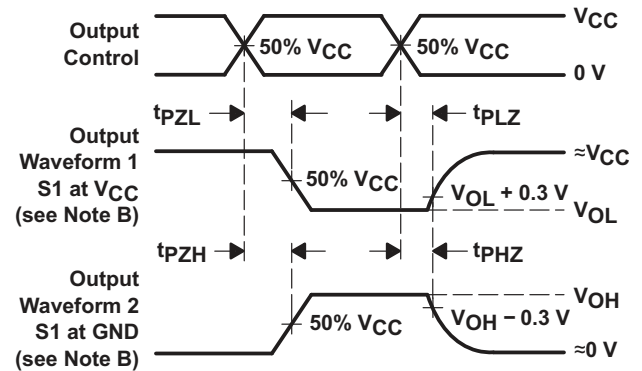 Output
Control
50% VCC
50% VCC
VCC
0 V
tPZL
tPLZ
Output
Waveform 1
S1 at VCC
(see Note B)
50% VCC
≈VCC
VOL + 0.3 V
VOL
tPZH
tPHZ
Output
Waveform 2
S1 at GND
(see Note B)
50% VCC
VOH
VOH − 0.3 V
≈0 V